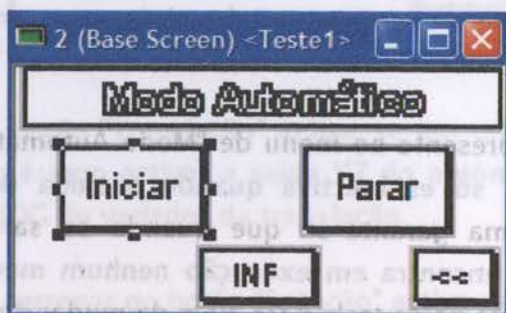 2 (Base Screen) <Teste1>
Modo Automático
Iniciar Parar
INF <<